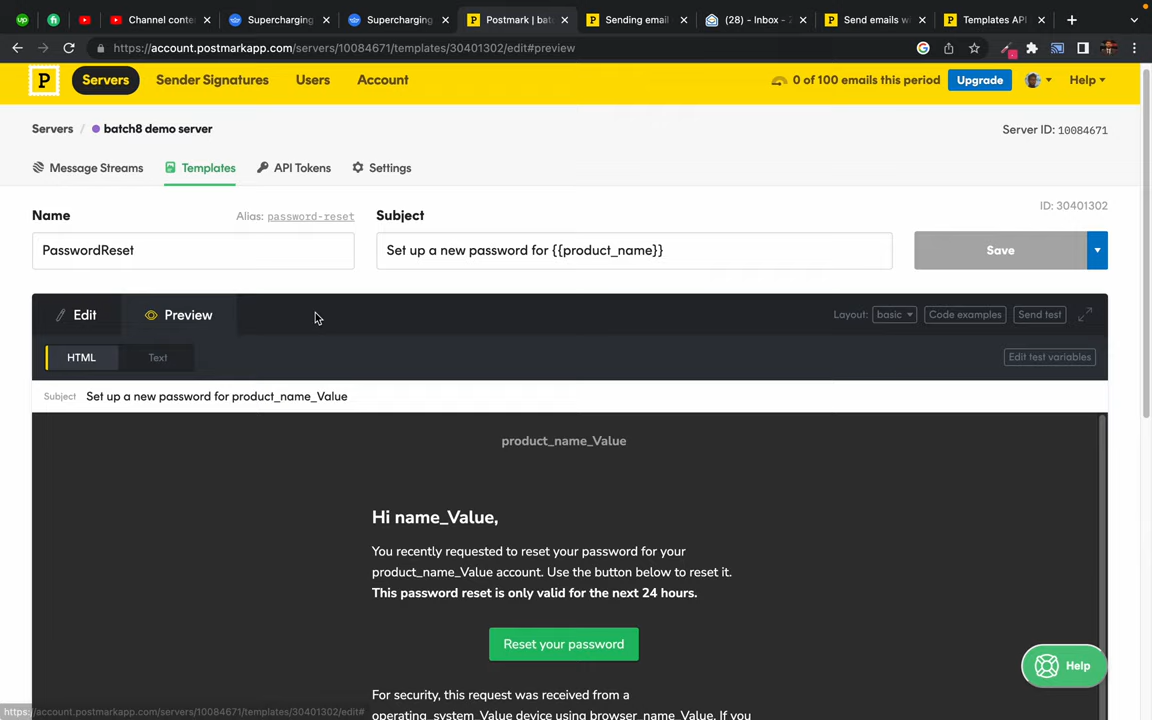 Channel conte
Supercharging
Supercharging
Postmark | bat
Sending email
(28) - Inbox - Z
Send emails w
Templates API
https://account.postmarkapp.com/servers/10084671/templates/30401302/edit#preview
P
Servers
Sender Signatures
Users
Account
0 of 100 emails this period
Upgrade
Help
Servers / batch8 demo server
Server ID: 10084671
Message Streams
Templates
API Tokens
Settings
ID: 30401302
Name
Alias: password-reset
Subject
PasswordReset
Set up a new password for {{product_name}}
Save
Edit
Preview
Layout: basic
Code examples
Send test
HTML
Text
Edit test variables
Subject Set up a new password for product_name_Value
product_name_Value
Hi name_Value,
You recently requested to reset your password for your
product_name_Value account. Use the button below to reset it.
This password reset is only valid for the next 24 hours.
Reset your password
Help
For security, this request was received from a
operating_system_Value device using browser_name_Value. If you
https://account.postmarkapp.com/servers/10084671/templates/30401302/edit#